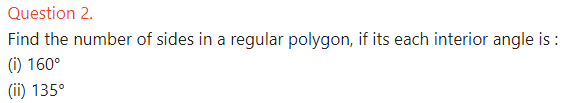 Question 2.
Find the number of sides in a regular polygon, if its each interior angle is :
(i) 160°
(ii) 135°